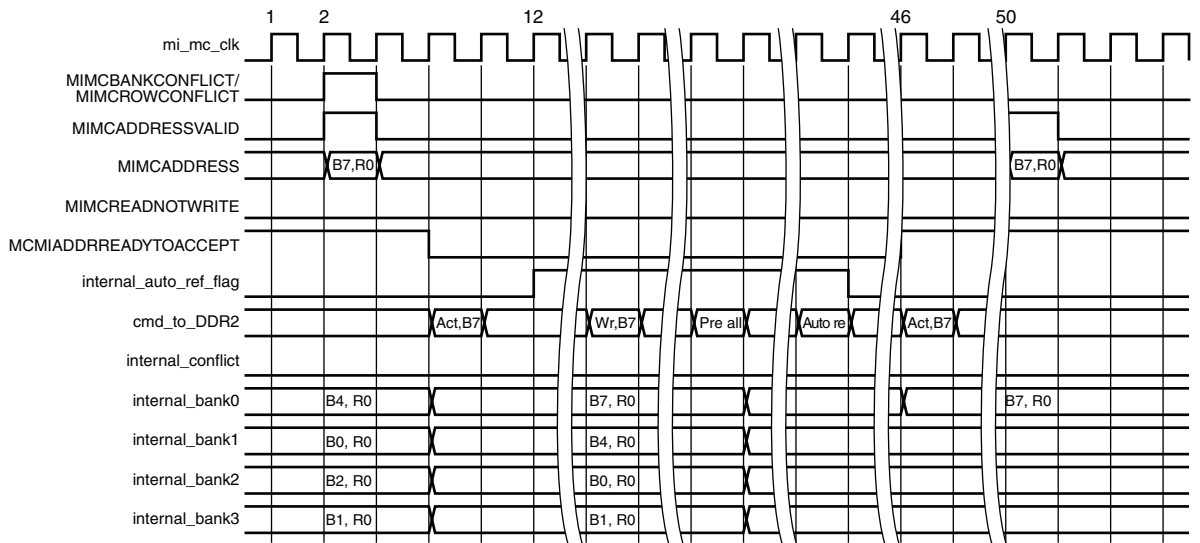 1 2 12 46 50
mi_mc_clk
MIMCBANKCONFLICT/
MIMCROWCONFLICT
MIMCADDRESSVALID
MIMCADDRESS B7,R0 B7,R0
MIMCREADNOTWRITE
MCMIADDRREADYTOACCEPT
internal_auto_ref_flag
cmd_to_DDR2 Act,B7 Wr,B7 Pre all Auto re Act,B7
internal_conflict
internal_bank0 B4, R0 B7, R0 B7, R0
internal_bank1 B0, R0 B4, R0
internal_bank2 B2, R0 B0, R0
internal_bank3 B1, R0 B1, R0